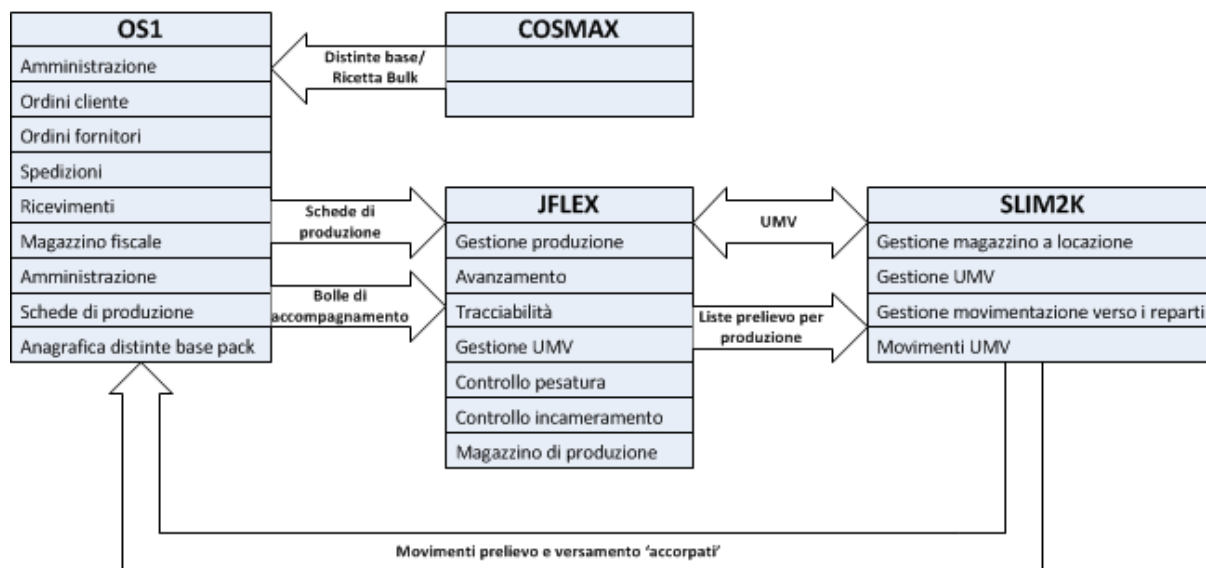 OS1
Amministrazione
Ordini cliente
Ordini fornitori
Spedizioni
Ricevimenti
Magazzino fiscale
Amministrazione
Schede di produzione
Anagrafica distinte base pack
Distinte base/
Ricetta Bulk
COSMAX
Schede di
produzione
Bolle di
accompagnamento
JFLEX
Gestione produzione
Avanzamento
Tracciabilità
Gestione UMV
Controllo pesatura
Controllo incameramento
Magazzino di produzione
UMV
Liste prelievo per
produzione
SLIM2K
Gestione magazzino a locazione
Gestione UMV
Gestione movimentazione verso i reparti
Movimenti UMV
Movimenti prelievo e versamento ‘accorpati’